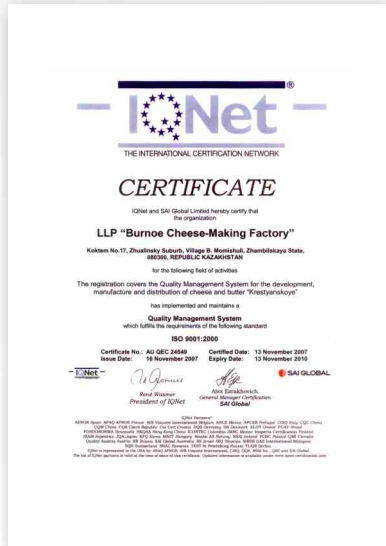 ®
IQNet
THE INTERNATIONAL CERTIFICATION NETWORK
CERTIFICATE
IQNet and SAI Global Limited hereby certify that
the organization
LLP "Burnoe Cheese-Making Factory"
Koktem No.17, Zhualinsky Suburb, Village B. Momishuli, Zhambilskaya State,
080300, REPUBLIC KAZAKHSTAN
for the following field of activities
The registration covers the Quality Management System for the development,
manufacture and distribution of cheese and butter "Krestyanskoye"
has implemented and maintains a
Quality Management System
which fulfills the requirements of the following standard
ISO 9001:2000
Certificate No.: AU QEC 24549 Certified Date: 13 November 2007
Issue Date: 16 November 2007 Expiry Date: 13 November 2010
IQNet
SAI GLOBAL
René Wasmer
President of IQNet
Alex Ezrakhovich
General Manager Certification
SAI Global
IQNet Partners*: